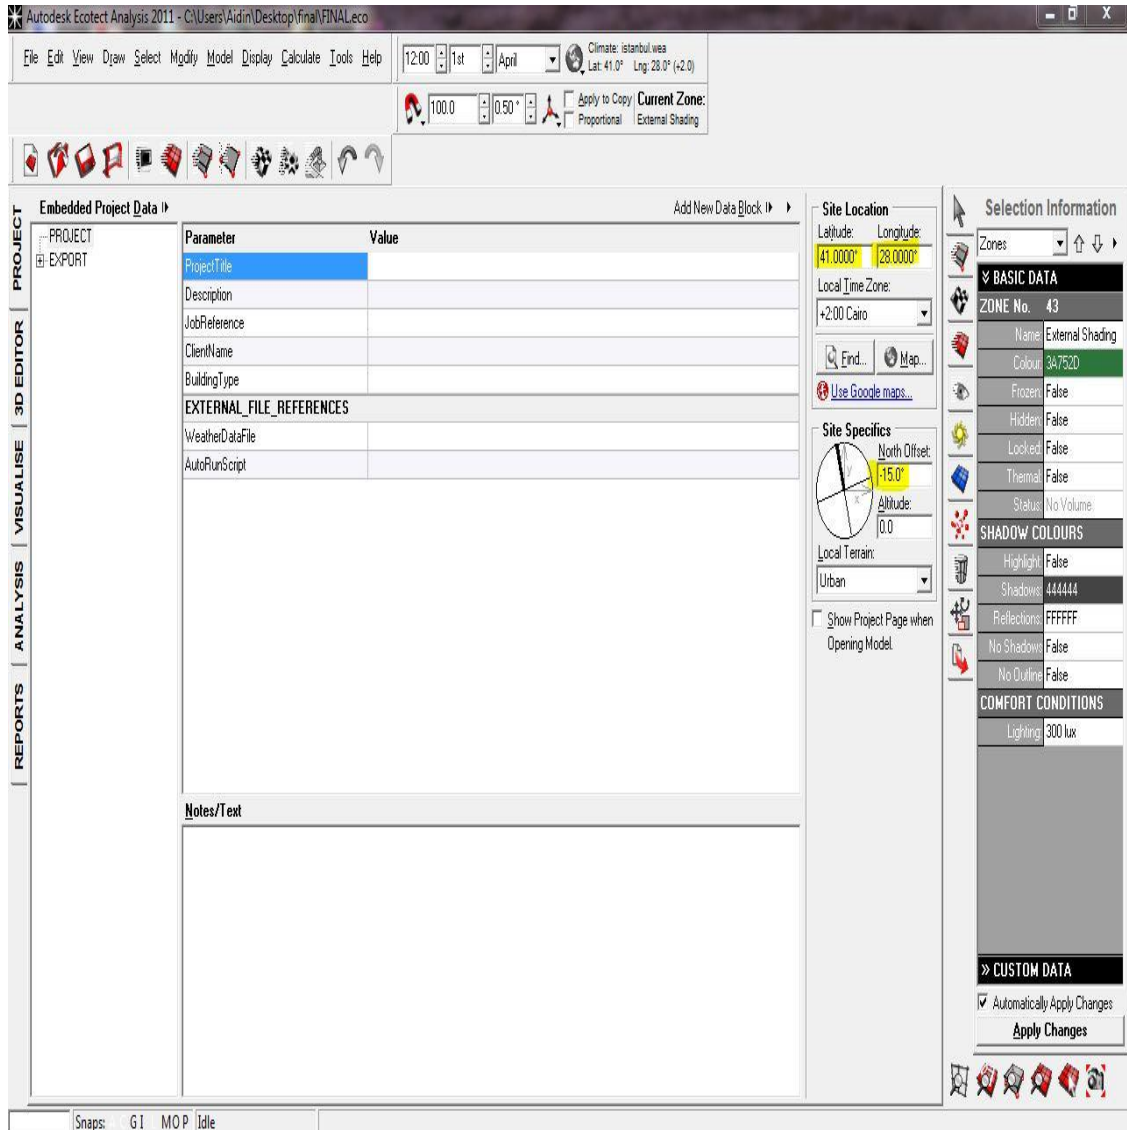 Autodesk Ecotect Analysis 2011 - C:\Users\Aidin\Desktop\final\FINAL.eco
File Edit View Draw Select Modify Model Display Calculate Tools Help
12:00 1st April
Climate: istanbul.wea
Lat: 41.0° Lng: 28.0° (+2.0)
100.0 0.50°
Apply to Copy
Proportional
Current Zone:
External Shading
PROJECT
3D EDITOR
VISUALISE
ANALYSIS
REPORTS
Embedded Project Data
Add New Data Block
PROJECT
EXPORT
Parameter Value
ProjectTitle
Description
JobReference
ClientName
BuildingType
EXTERNAL_FILE_REFERENCES
WeatherDataFile
AutoRunScript
Notes/Text
Site Location
Latitude: Longitude:
41.0000° 28.0000°
Local Time Zone:
+2:00 Cairo
Find... Map...
Use Google maps...
Site Specifics
North Offset:
-15.0°
y
x
Altitude:
0.0
Local Terrain:
Urban
Show Project Page when
Opening Model.
Selection Information
Zones
BASIC DATA
ZONE No. 43
Name: External Shading
Colour: 3A752D
Frozen: False
Hidden: False
Locked: False
Thermal: False
Status: No Volume
SHADOW COLOURS
Highlight: False
Shadows: 444444
Reflections: FFFFFF
No Shadow: False
No Outline False
COMFORT CONDITIONS
Lighting: 300 lux
CUSTOM DATA
Automatically Apply Changes
Apply Changes
Snaps: G I M O P Idle